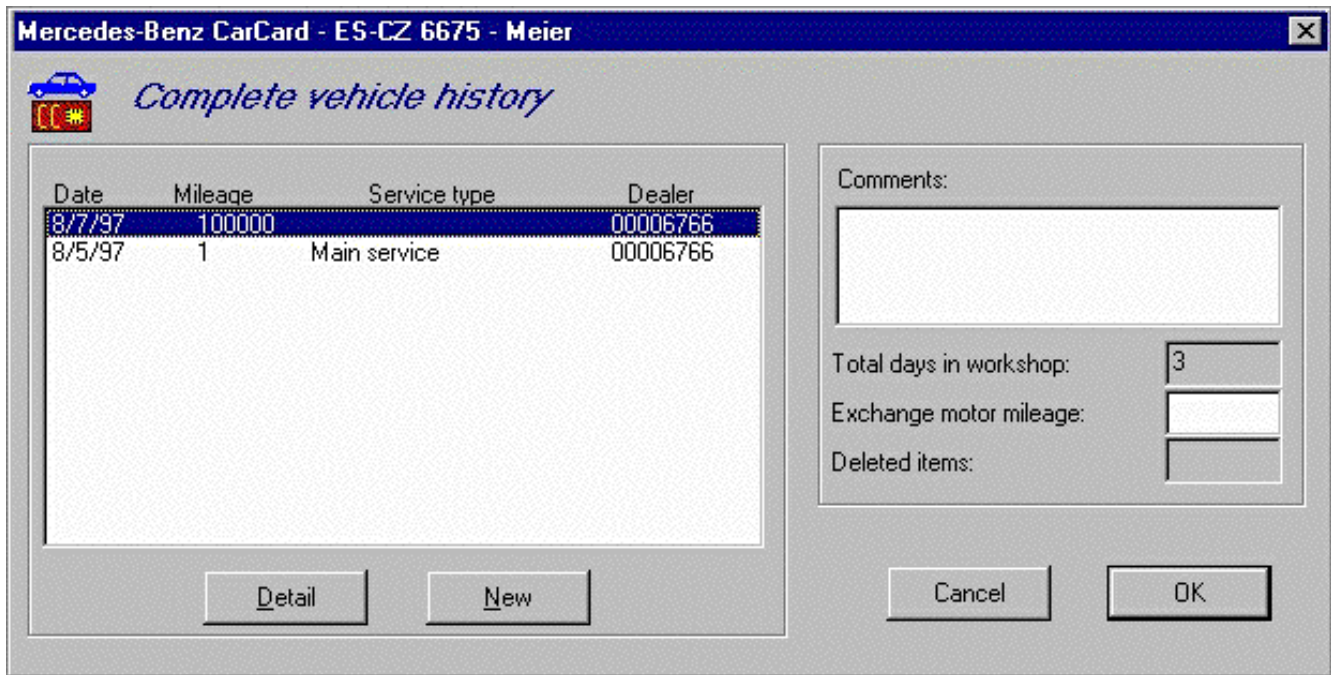 Mercedes-Benz CarCard - ES-CZ 6675 - Meier
Complete vehicle history
Date Mileage Service type Dealer
8/7/97 100000 00006766
8/5/97 1 Main service 00006766
Detail New
Comments:
Total days in workshop: 3
Exchange motor mileage:
Deleted items:
Cancel OK